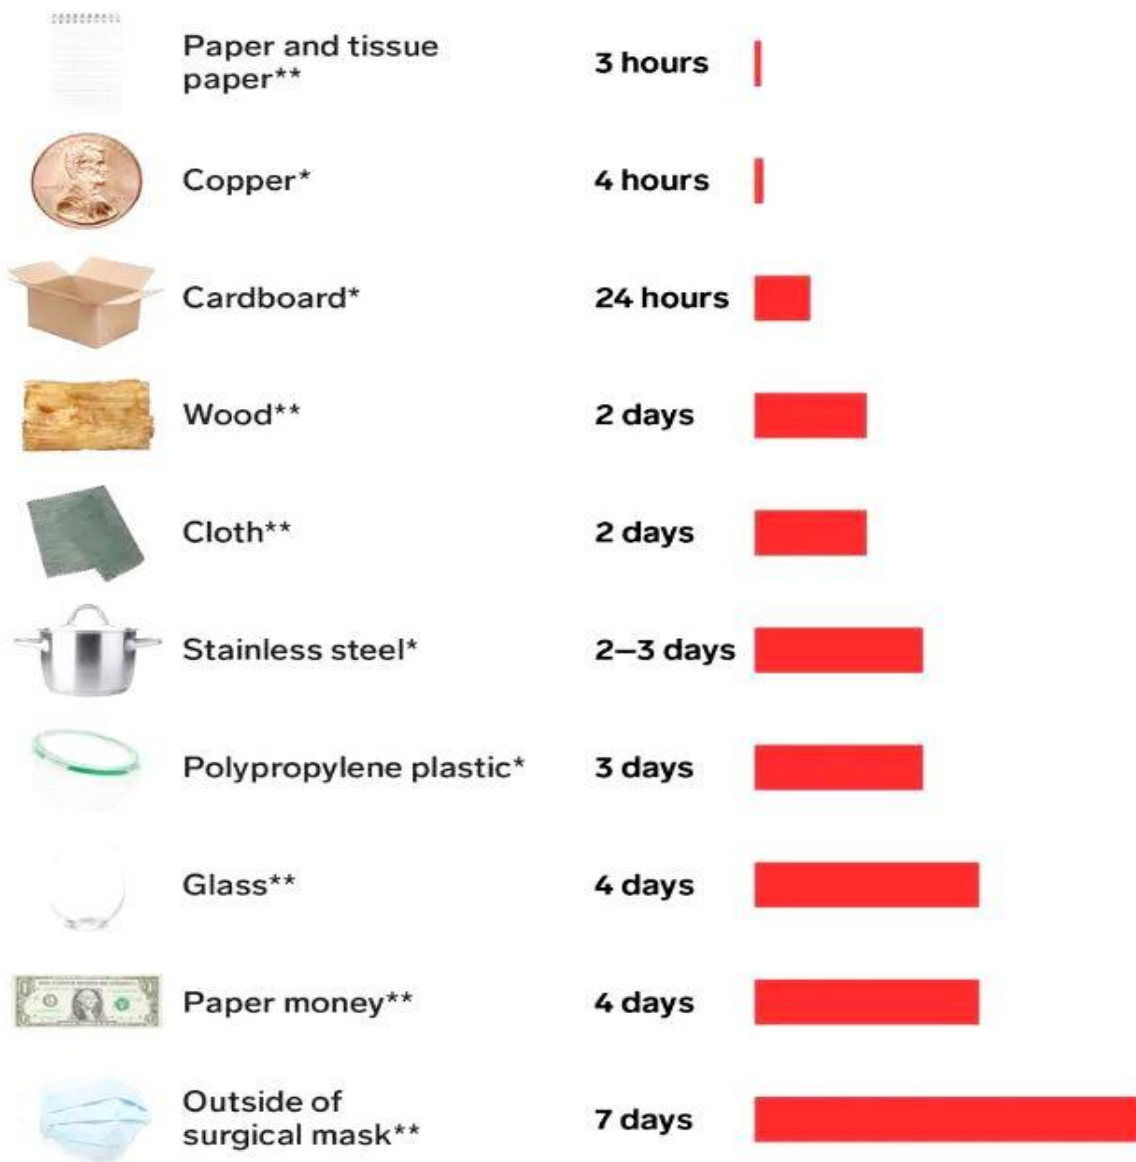 Paper and tissue
paper**
3 hours
Copper*
4 hours
Cardboard*
24 hours
Wood**
2 days
Cloth**
2 days
Stainless steel*
2–3 days
Polypropylene plastic*
3 days
Glass**
4 days
Paper money**
4 days
Outside of
surgical mask**
7 days